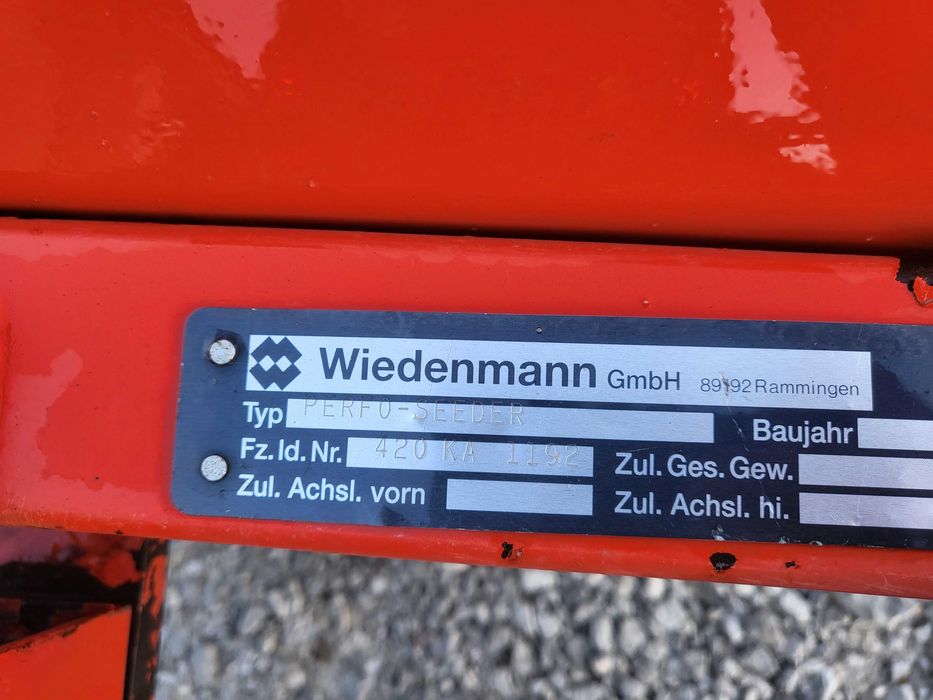 Wiedenmann GmbH 89192 Rammingen
Typ PERFO-SEEDER Baujahr
Fz. Id. Nr. 420 KA 1192 Zul. Ges. Gew.
Zul. Achsl. vorn Zul. Achsl. hi.